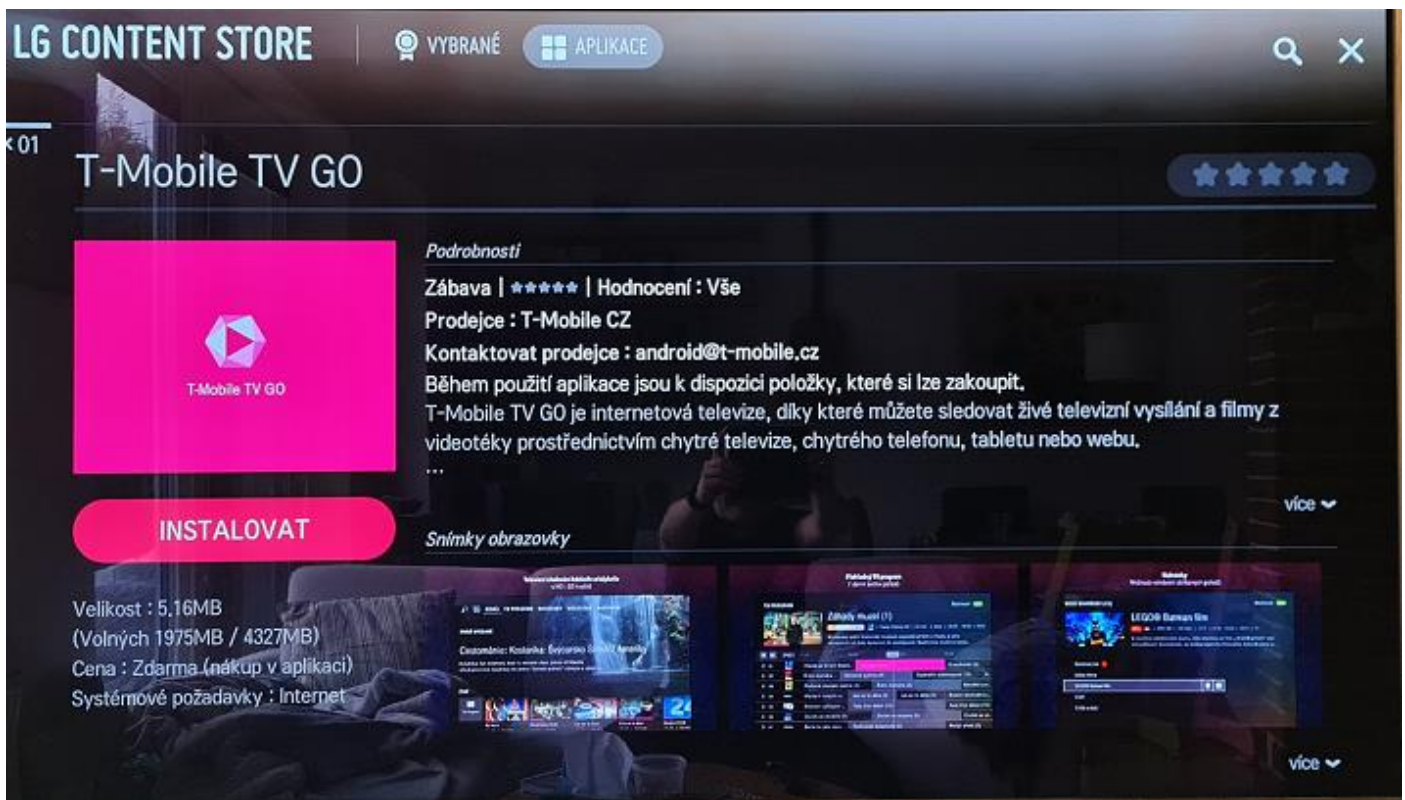 LG CONTENT STORE
VYBRANÉ
APLIKACE
01
T-Mobile TV GO
Podrobnosti
Zábava | ★★★★★ | Hodnocení : Vše
Prodejce : T-Mobile CZ
Kontaktovat prodejce : android@t-mobile.cz
Během použití aplikace jsou k dispozici položky, které si lze zakoupit.
T-Mobile TV GO je internetová televize, díky které můžete sledovat živé televizní vysílání a filmy z
videotéky prostřednictvím chytré televize, chytrého telefonu, tabletu nebo webu.
...
více
T-Mobile TV GO
INSTALOVAT
Velikost : 5.16MB
(Volných 1975MB / 4327MB)
Cena : Zdarma (nákup v aplikaci)
Systémové požadavky : Internet
Snímky obrazovky
Záhady muzeí (1)
LEGO® Batman film
více